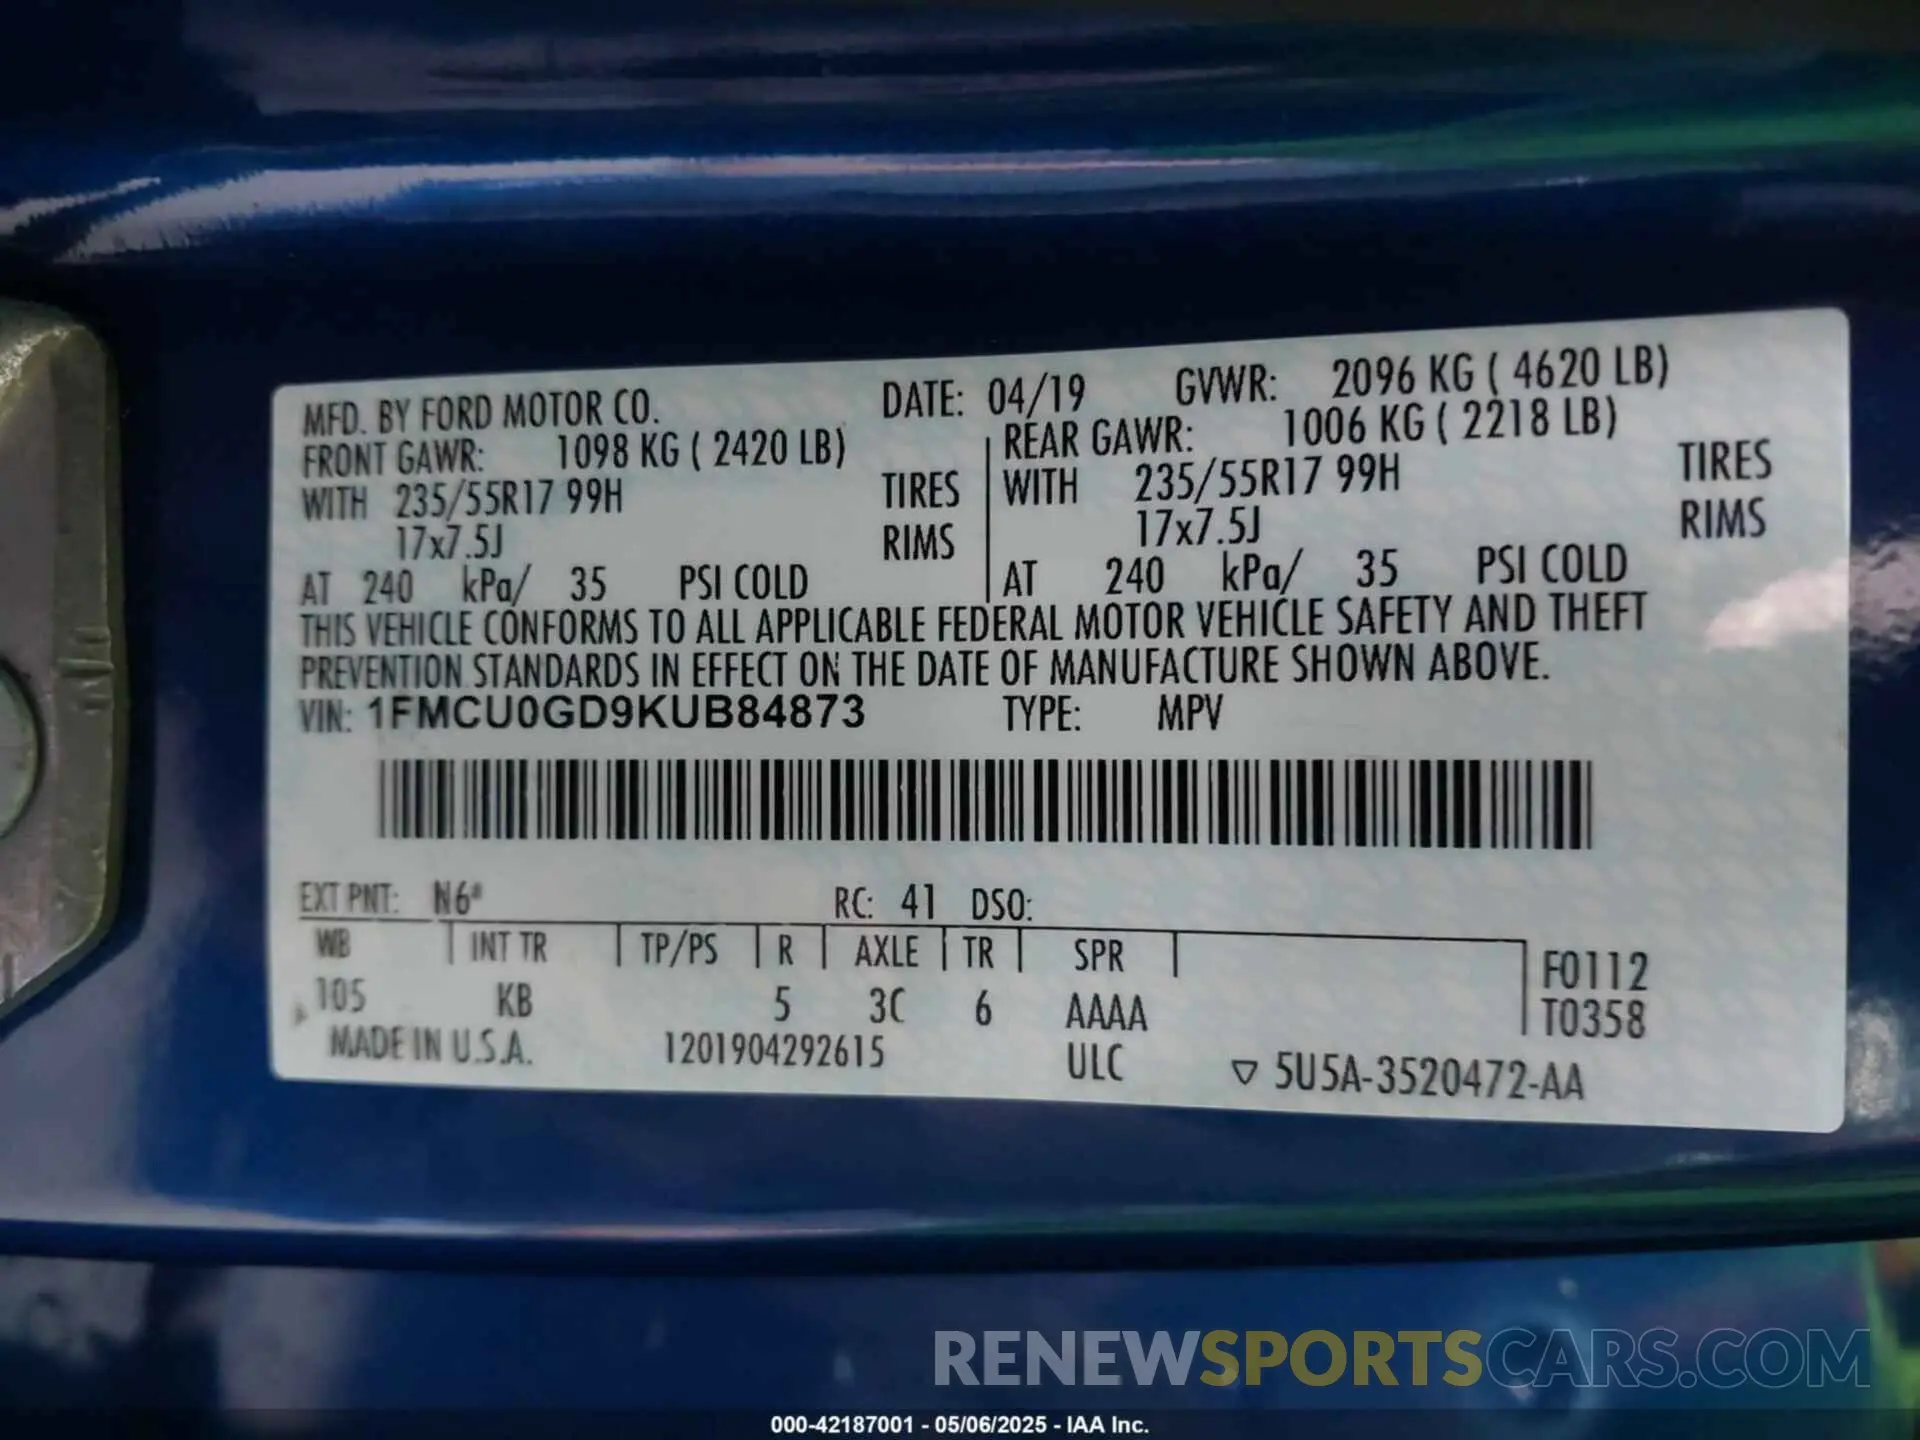 MFD. BY FORD MOTOR CO. DATE: 04/19 GVWR: 2096 KG ( 4620 LB)
FRONT GAWR: 1098 KG ( 2420 LB) REAR GAWR: 1006 KG ( 2218 LB)
WITH 235/55R17 99H TIRES WITH 235/55R17 99H TIRES
17x7.5J RIMS 17x7.5J RIMS
AT 240 kPa/ 35 PSI COLD AT 240 kPa/ 35 PSI COLD
THIS VEHICLE CONFORMS TO ALL APPLICABLE FEDERAL MOTOR VEHICLE SAFETY AND THEFT
PREVENTION STANDARDS IN EFFECT ON THE DATE OF MANUFACTURE SHOWN ABOVE.
VIN: 1FMCU0GD9KUB84873 TYPE: MPV
EXT PNT: N6# RC: 41 DSO:
WB INT TR TP/PS R AXLE TR SPR F0112
105 KB 5 3C 6 AAAA T0358
MADE IN U.S.A. 1201904292615 ULC ▽ 5U5A-3520472-AA
RENEWSPORTSCARS.COM
000-42187001 - 05/06/2025 - IAA Inc.